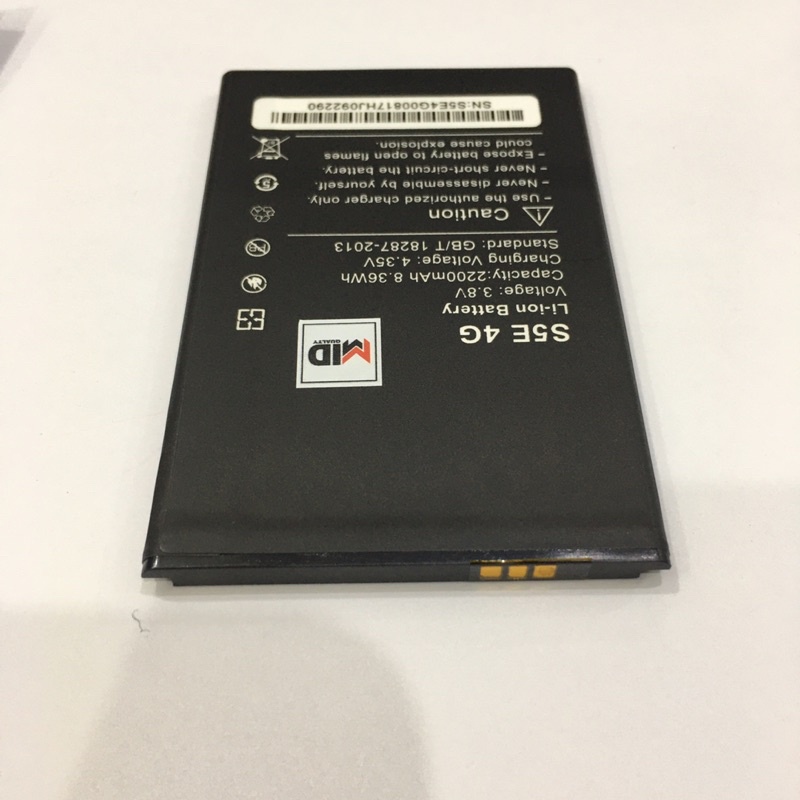 S5E 4G
Li-ion Battery
Voltage: 3.8V
Capacity:2200mAh 8.36Wh
Charging Voltage: 4.35V
Standard: GB/T 18287-2013
MID
QUALITY
Caution
- Use the authorized charger only.
- Never disassemble by yourself.
- Never short-circuit the battery.
- Expose battery to open flames
could cause explosion.
SN:S5E4G00817HJ092290